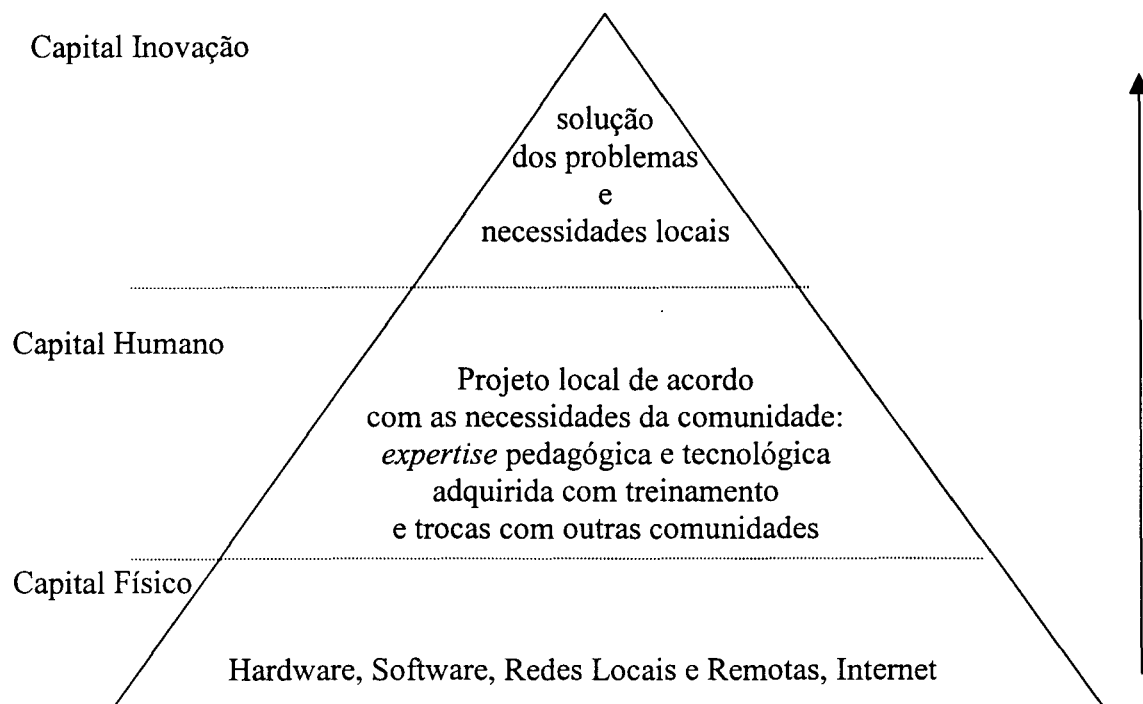 Capital Inovação
solução
dos problemas
e
necessidades locais
Capital Humano
Projeto local de acordo
com as necessidades da comunidade:
expertise pedagógica e tecnológica
adquirida com treinamento
e trocas com outras comunidades
Capital Físico
Hardware, Software, Redes Locais e Remotas, Internet